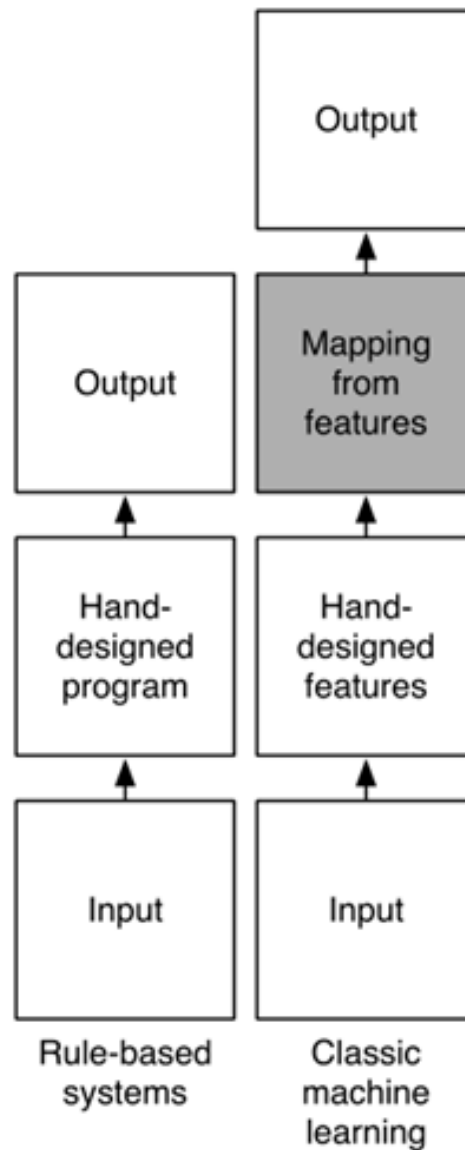 Output
Output
Mapping
from
features
Hand-
designed
program
Hand-
designed
features
Input
Input
Rule-based
systems
Classic
machine
learning